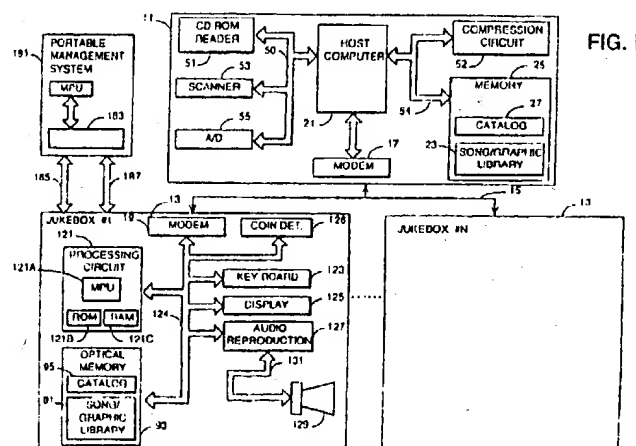 11
CD ROM
READER
51
50
HOST
COMPUTER
21
COMPRESSION
CIRCUIT
52
FIG.
SCANNER
53
A/D
55
MODEM
17
54
MEMORY
25
CATALOG
27
SONG/GRAPHIC
LIBRARY
23
15
191
PORTABLE
MANAGEMENT
SYSTEM
MPU
183
185
187
JUKEBOX #1
13
MODEM
19
COIN DET.
126
121
PROCESSING
CIRCUIT
121A
MPU
ROM
RAM
121B
121C
124
KEY BOARD
123
DISPLAY
125
AUDIO
REPRODUCTION
127
131
129
OPTICAL
MEMORY
95
CATALOG
91
SONG/
GRAPHIC
LIBRARY
93
JUKEBOX #N
13